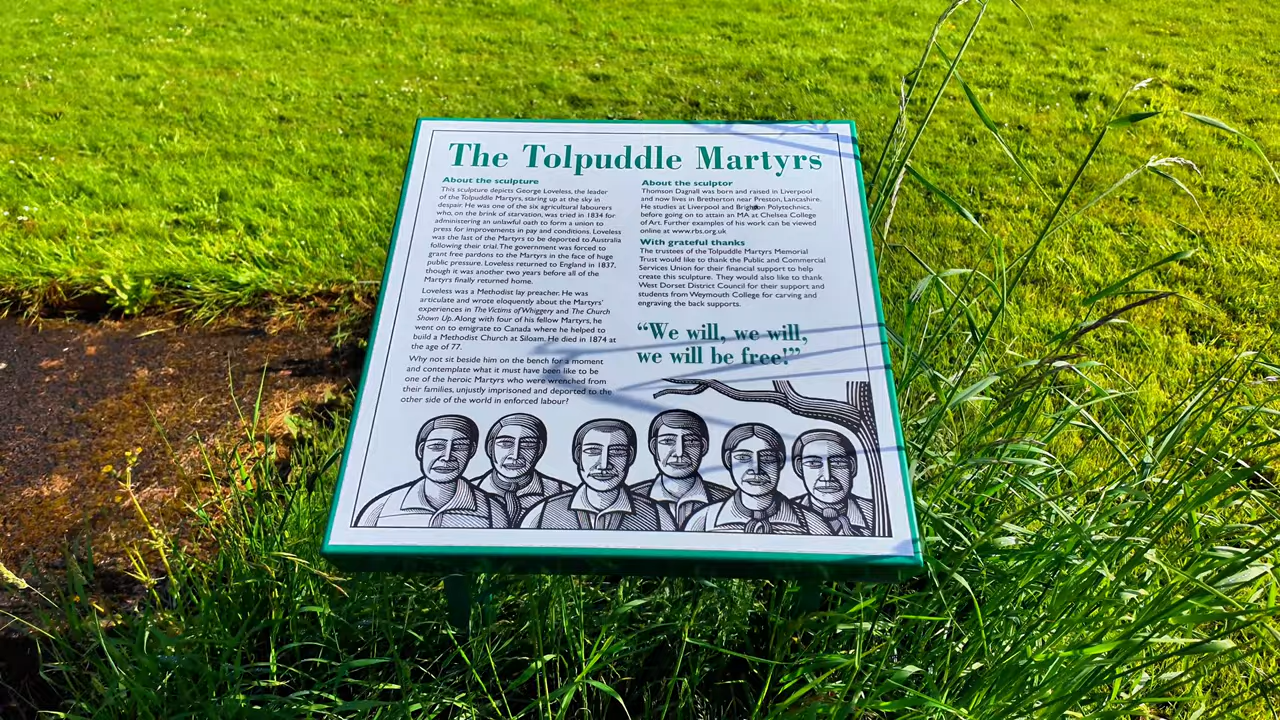 The Tolpuddle Martyrs
About the sculpture
This sculpture depicts George Loveless, the leader
of the Tolpuddle Martyrs, staring up at the sky in
despair. He was one of the six agricultural labourers
who, on the brink of starvation, was tried in 1834 for
administering an unlawful oath to form a union to
press for improvements in pay and conditions. Loveless
was the last of the Martyrs to be deported to Australia
following their trial. The government was forced to
grant free pardons to the Martyrs in the face of huge
public pressure. Loveless returned to England in 1837,
though it was another two years before all of the
Martyrs finally returned home.
Loveless was a Methodist lay preacher. He was
articulate and wrote eloquently about the Martyrs'
experiences in The Victims of Whiggery and The Church
Shown Up. Along with four of his fellow Martyrs, he
went on to emigrate to Canada where he helped to
build a Methodist Church at Siloam. He died in 1874 at
the age of 77.
Why not sit beside him on the bench for a moment
and contemplate what it must have been like to be
one of the heroic Martyrs who were wrenched from
their families, unjustly imprisoned and deported to the
other side of the world in enforced labour?
About the sculptor
Thomson Dagnall was born and raised in Liverpool
and now lives in Bretherton near Preston, Lancashire.
He studies at Liverpool and Brighton Polytechnics,
before going on to attain an MA at Chelsea College
of Art. Further examples of his work can be viewed
online at www.rbs.org.uk
With grateful thanks
The trustees of the Tolpuddle Martyrs Memorial
Trust would like to thank the Public and Commercial
Services Union for their financial support to help
create this sculpture. They would also like to thank
West Dorset District Council for their support and
students from Weymouth College for carving and
engraving the back supports.
“We will, we will,
we will be free!”